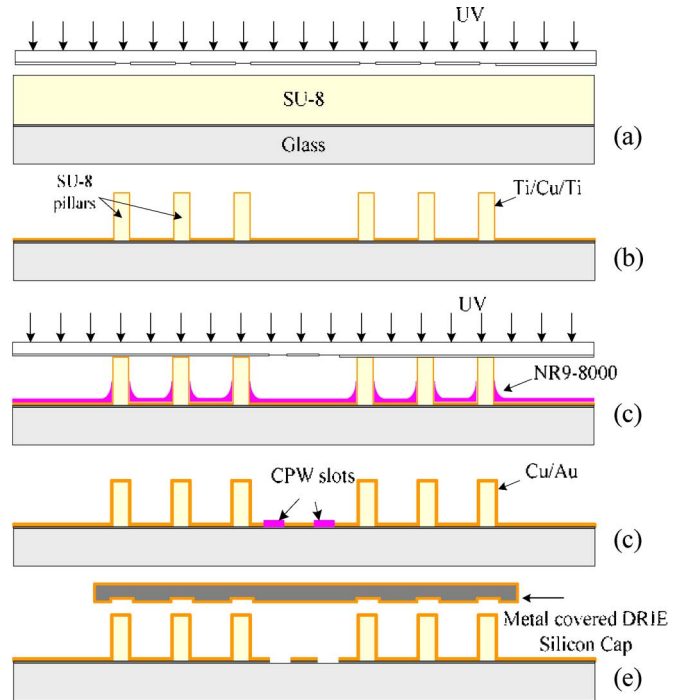 UV
SU-8
Glass
(a)
SU-8
pillars
Ti/Cu/Ti
(b)
UV
NR9-8000
(c)
CPW slots
Cu/Au
(c)
Metal covered DRIE
Silicon Cap
(e)